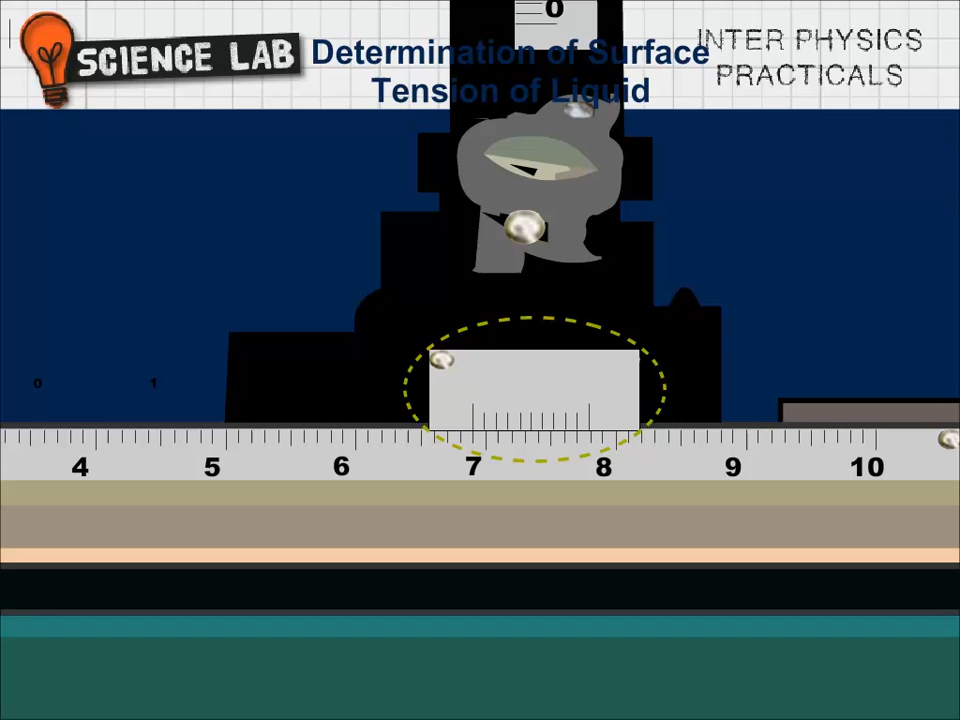 SCIENCE LAB
Determination of Surface
Tension of Liquid
INTER PHYSICS
PRACTICALS
0
0 1
4 5 6 7 8 9 10